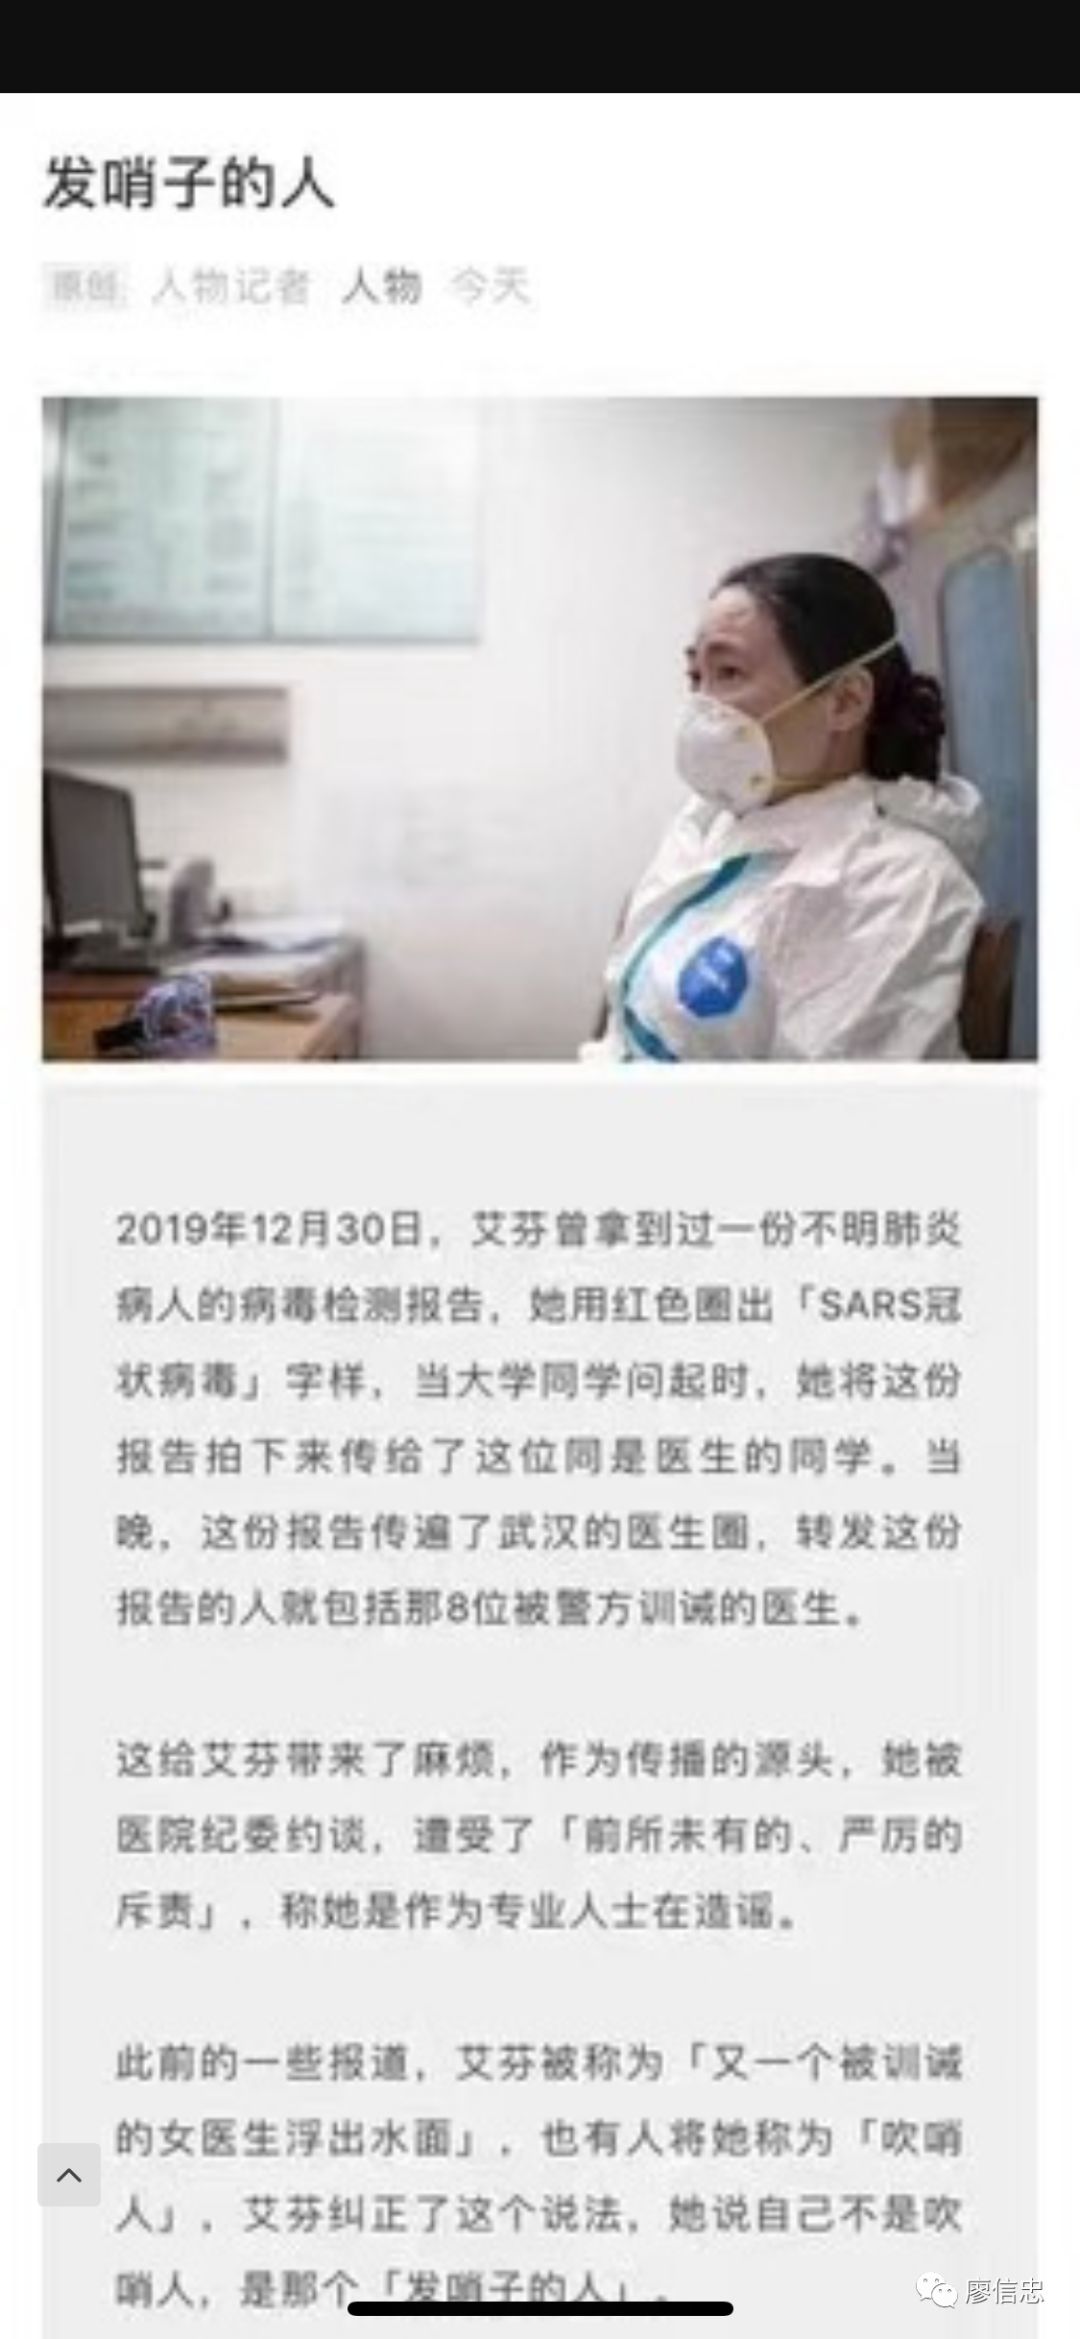 发哨子的人
原创 人物记者 人物 今天
2019年12月30日，艾芬曾拿到过一份不明肺炎
病人的病毒检测报告，她用红色圈出「SARS冠
状病毒」字样，当大学同学问起时，她将这份
报告拍下来传给了这位同是医生的同学。当
晚，这份报告传遍了武汉的医生圈，转发这份
报告的人就包括那8位被警方训诫的医生。
这给艾芬带来了麻烦，作为传播的源头，她被
医院纪委约谈，遭受了「前所未有的、严厉的
斥责」，称她是作为专业人士在造谣。
此前的一些报道，艾芬被称为「又一个被训诫
的女医生浮出水面」，也有人将她称为「吹哨
人」，艾芬纠正了这个说法，她说自己不是吹
哨人，是那个「发哨子的人」。
廖信忠